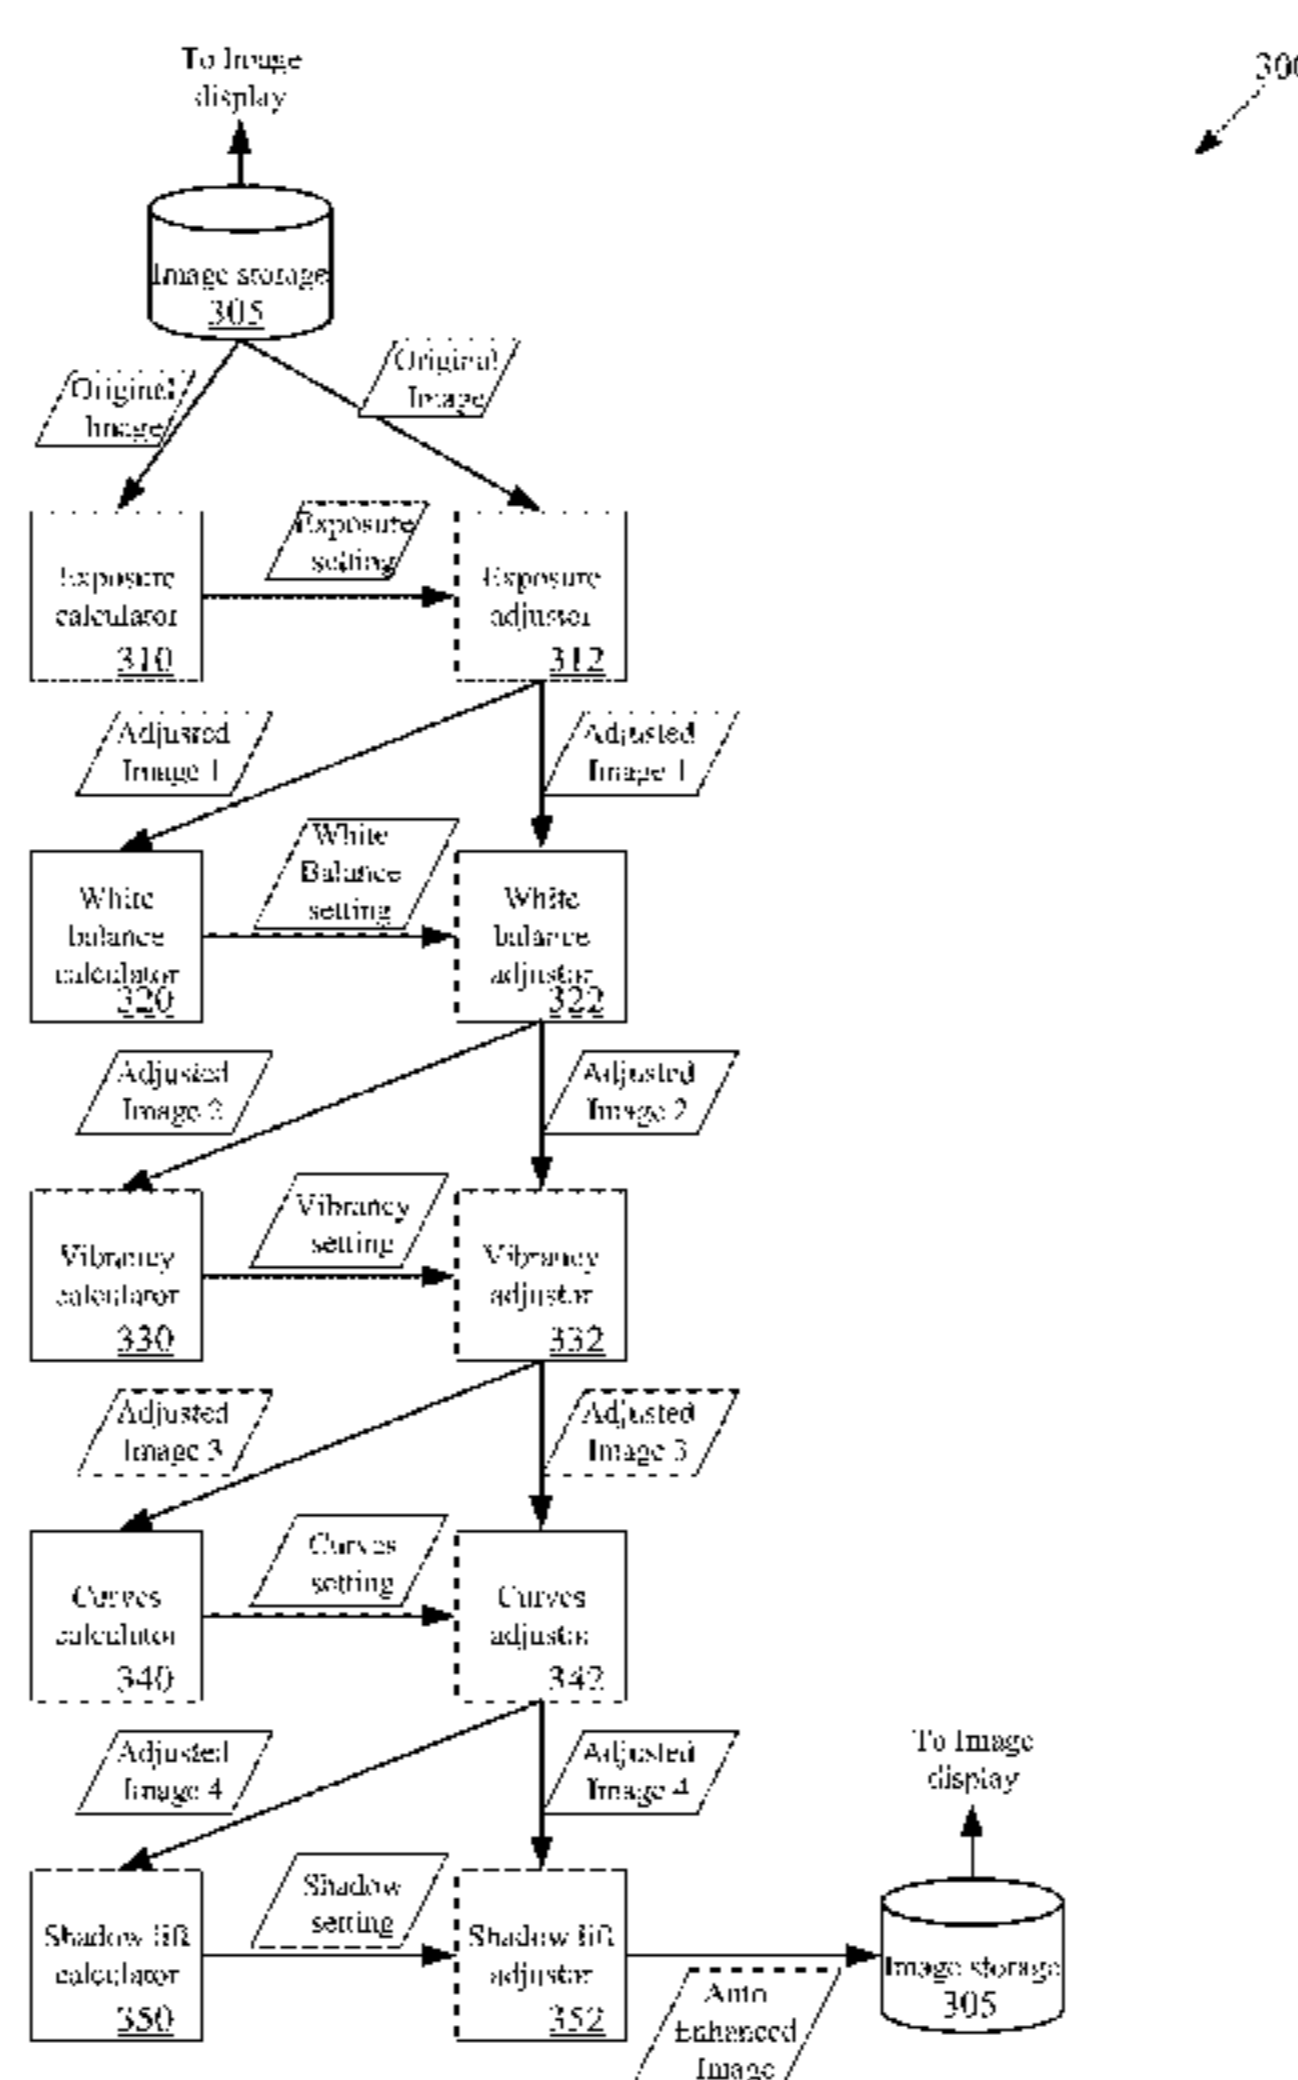 To Image
display
300
Image storage
305
Original
Image
Original
Image
Exposure
setting
Exposure
calculator
310
Exposure
adjuster
312
Adjusted
Image 1
Adjusted
Image 1
White
Balance
setting
White
balance
calculator
320
White
balance
adjustor
322
Adjusted
Image 2
Adjusted
Image 2
Vibrancy
setting
Vibrancy
calculator
330
Vibrancy
adjustor
332
Adjusted
Image 3
Adjusted
Image 3
Curves
setting
Curves
calculator
340
Curves
adjustor
342
Adjusted
Image 4
Adjusted
Image 4
Shadow
setting
Shadow lift
calculator
350
Shadow lift
adjustor
352
To Image
display
Image storage
305
Auto
Enhanced
Image